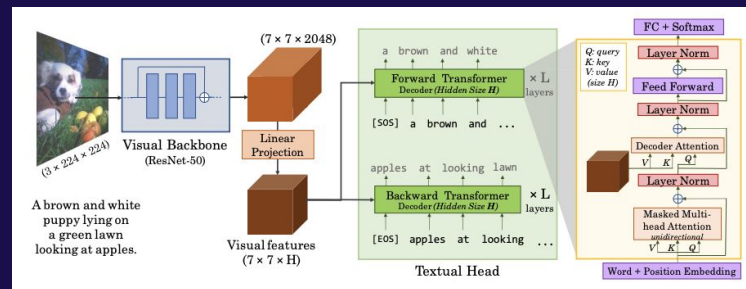 (3 × 224 × 224)
A brown and white
puppy lying on
a green lawn
looking at apples.
Visual Backbone
(ResNet-50)
(7 × 7 × 2048)
Linear
Projection
Visual features
(7 × 7 × H)
a brown and white
Forward Transformer
Decoder (Hidden Size H)
× L
layers
[SOS] a brown and ...
apples at looking lawn
Backward Transformer
Decoder (Hidden Size H)
× L
layers
[EOS] apples at looking ...
Textual Head
Q: query
K: key
V: value
(size H)
FC + Softmax
Layer Norm
Feed Forward
Layer Norm
Decoder Attention
V K Q
Layer Norm
Masked Multi-
head Attention
unidirectional
V K Q
Word + Position Embedding